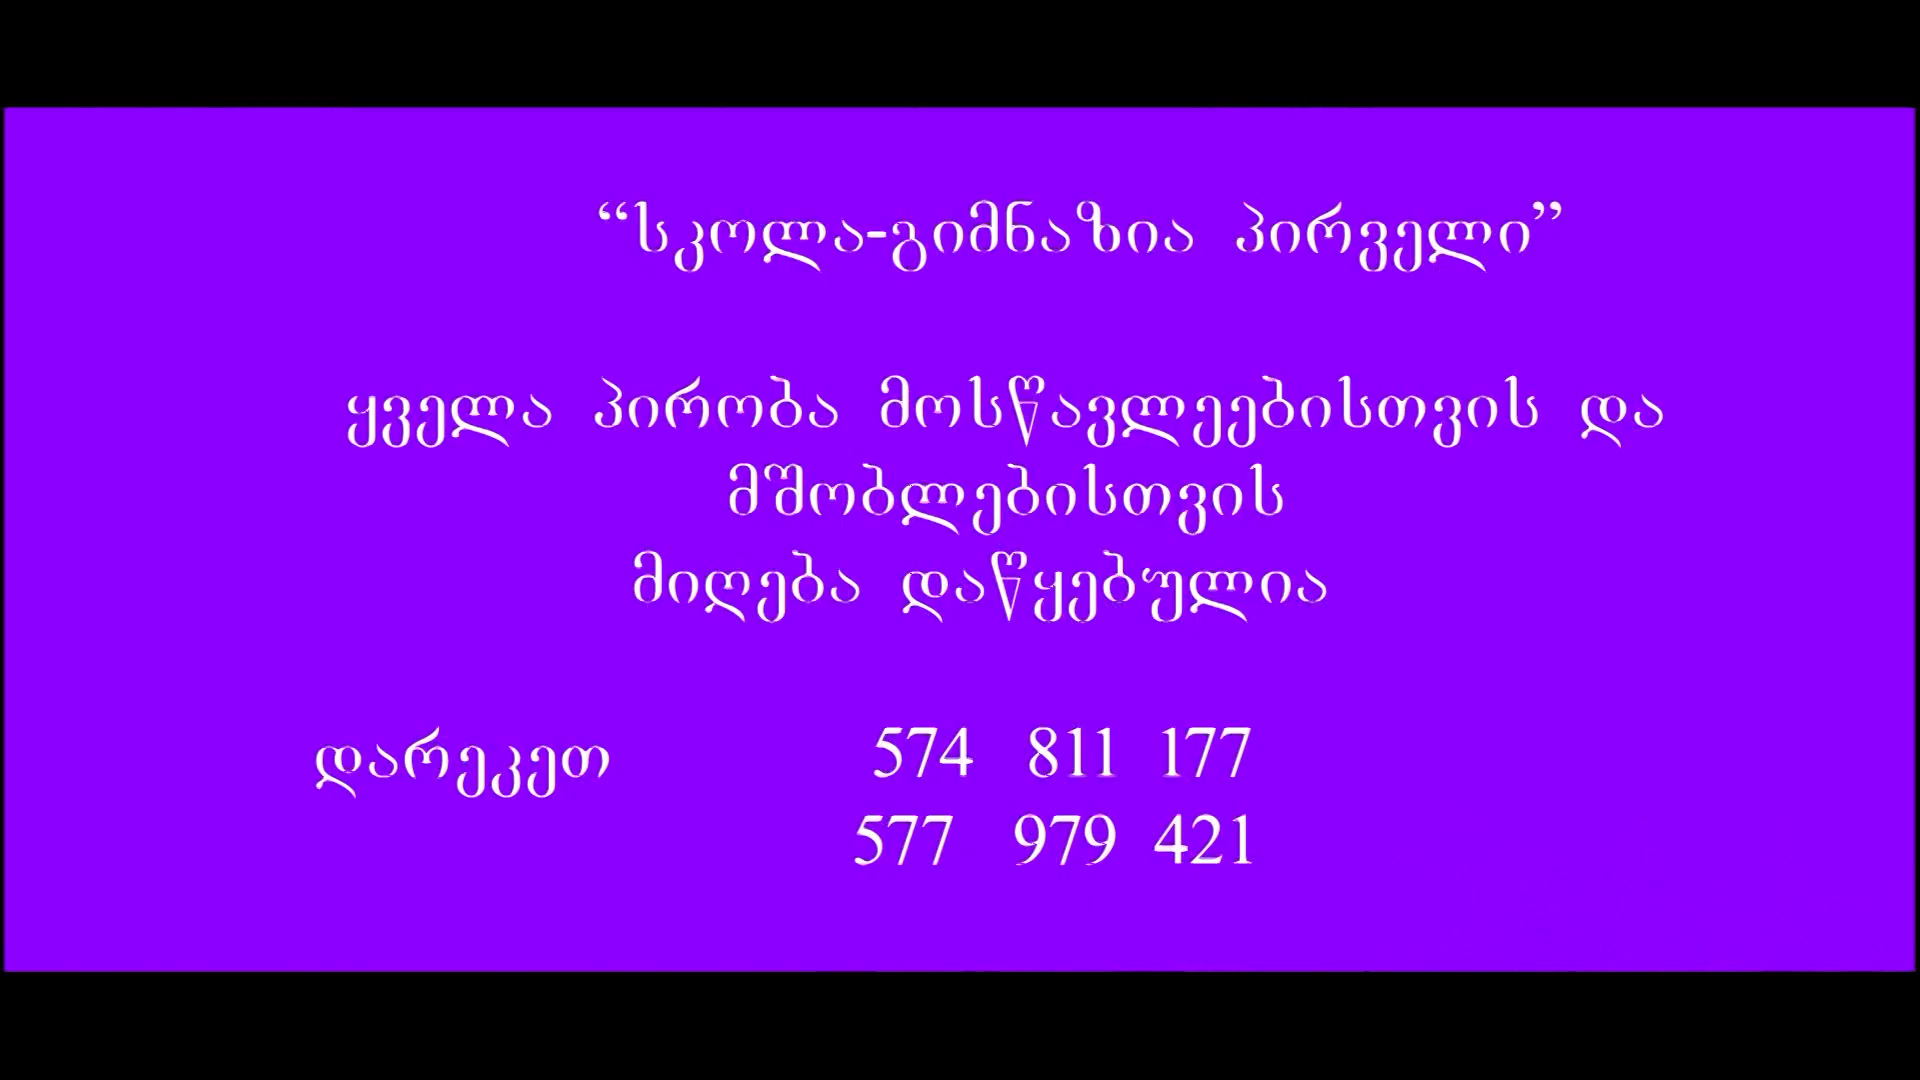 “სკოლა-გიმნაზია პირველი”
ყველა პირობა მოსწავლეებისთვის და
მშობლებისთვის
მიღება დაწყებულია
დარეკეთ 574 811 177
577 979 421